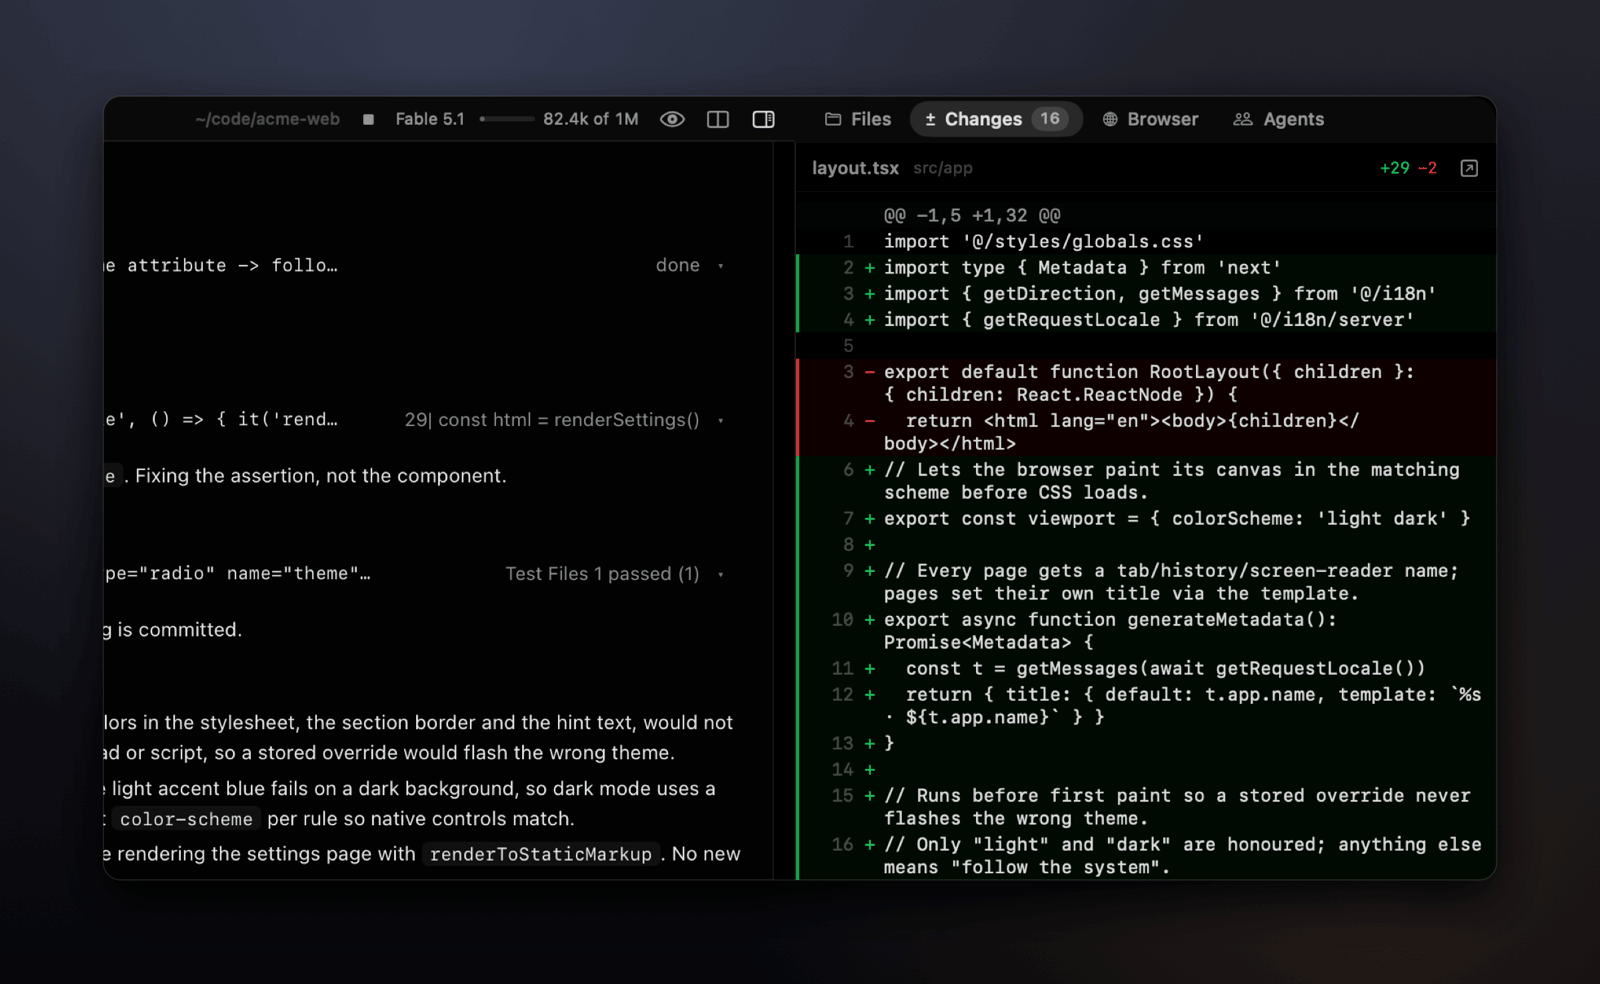 ~/code/acme-web Fable 5.1 82.4k of 1M Files ± Changes 16 Browser Agents
e attribute -> follo… done
e', () => { it('rend… 29| const html = renderSettings()
e. Fixing the assertion, not the component.
pe="radio" name="theme"… Test Files 1 passed (1)
g is committed.
lors in the stylesheet, the section border and the hint text, would not
ad or script, so a stored override would flash the wrong theme.
light accent blue fails on a dark background, so dark mode uses a
t color-scheme per rule so native controls match.
e rendering the settings page with renderToStaticMarkup. No new
layout.tsx src/app +29 −2
@@ −1,5 +1,32 @@
1 import '@/styles/globals.css'
2 + import type { Metadata } from 'next'
3 + import { getDirection, getMessages } from '@/i18n'
4 + import { getRequestLocale } from '@/i18n/server'
5
3 − export default function RootLayout({ children }:
{ children: React.ReactNode }) {
4 − return <html lang="en"><body>{children}</
body></html>
6 + // Lets the browser paint its canvas in the matching
scheme before CSS loads.
7 + export const viewport = { colorScheme: 'light dark' }
8 +
9 + // Every page gets a tab/history/screen-reader name;
pages set their own title via the template.
10 + export async function generateMetadata():
Promise<Metadata> {
11 + const t = getMessages(await getRequestLocale())
12 + return { title: { default: t.app.name, template: `%s
· ${t.app.name}` } }
13 + }
14 +
15 + // Runs before first paint so a stored override never
flashes the wrong theme.
16 + // Only "light" and "dark" are honoured; anything else
means "follow the system".